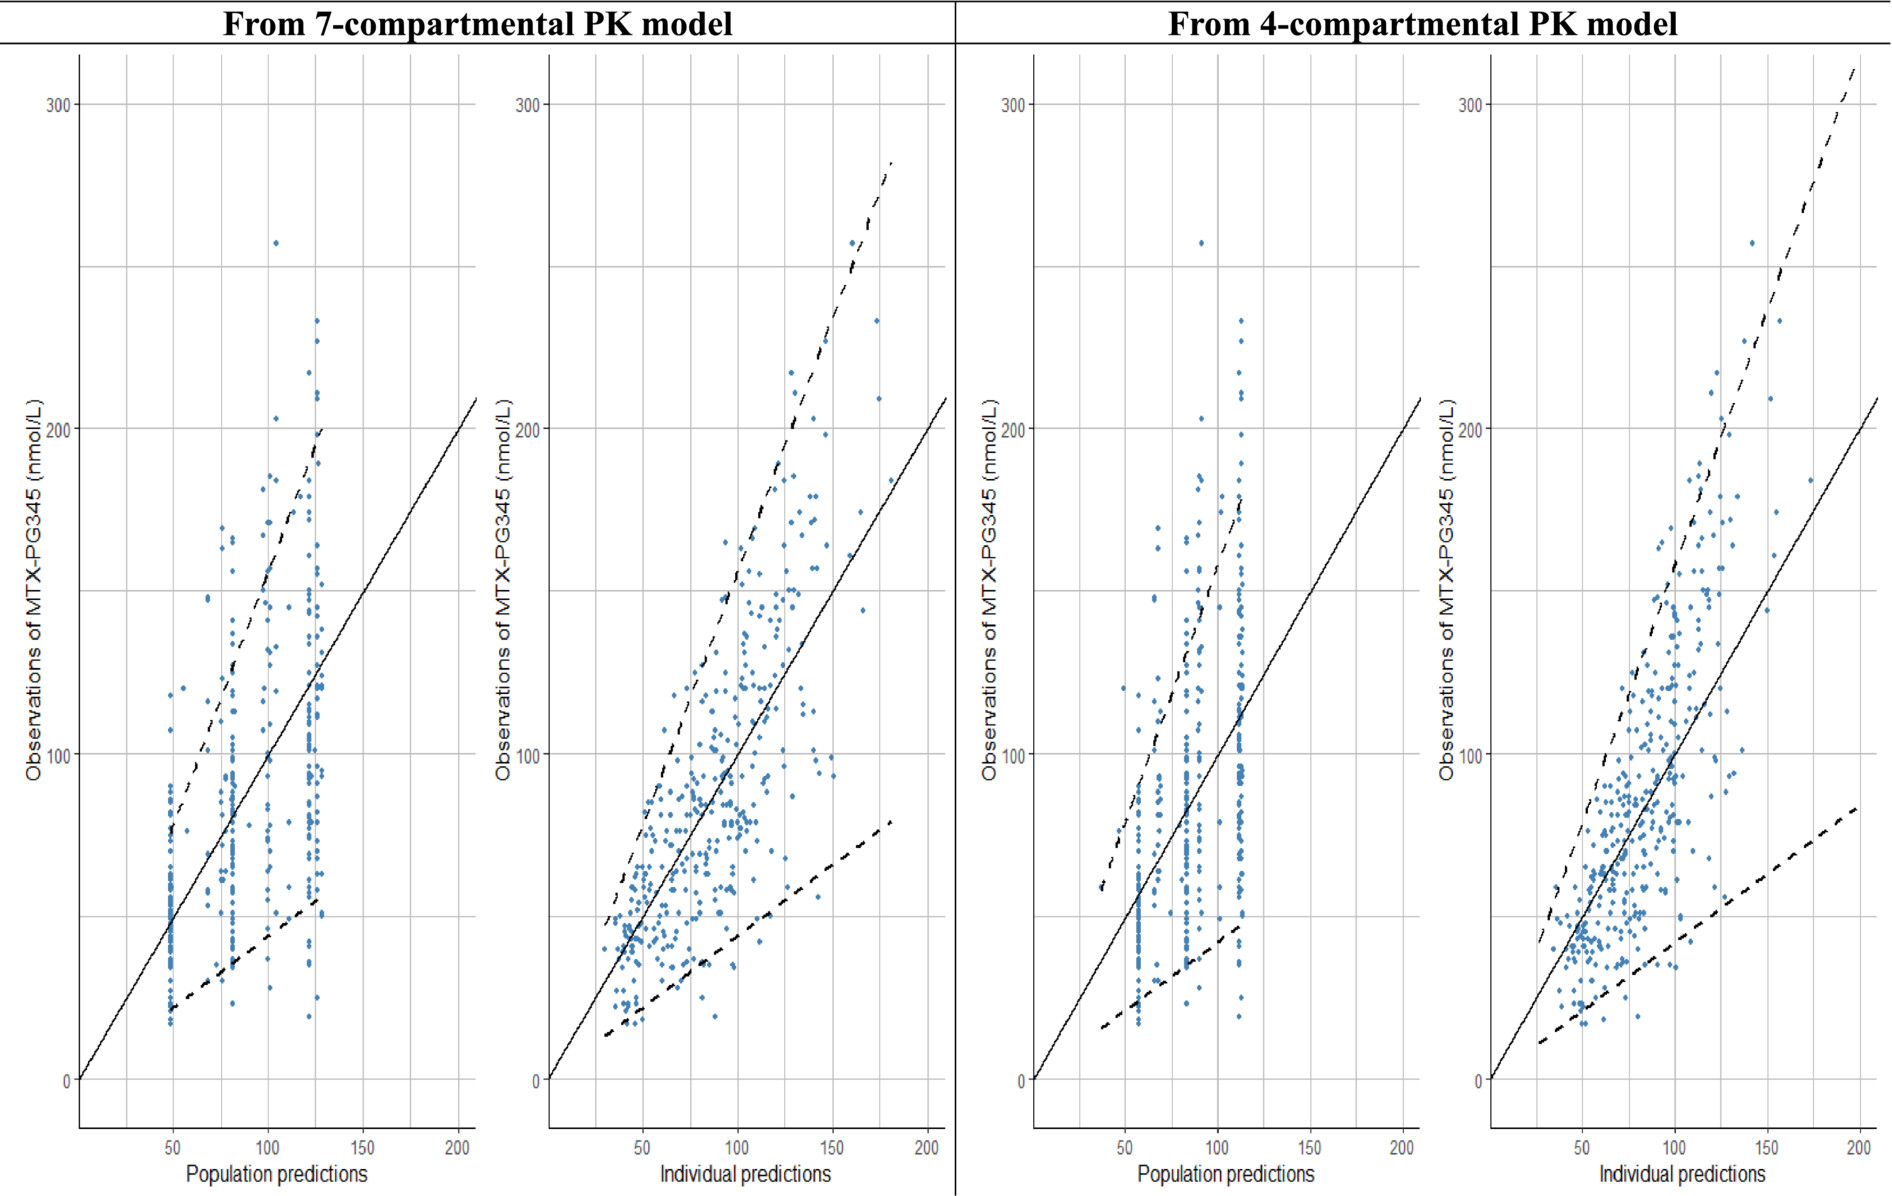 From 7-compartmental PK model
From 4-compartmental PK model
Observations of MTX-PG345 (nmol/L)
300
200
100
0
50 100 150 200
Population predictions
Observations of MTX-PG345 (nmol/L)
300
200
100
0
50 100 150 200
Individual predictions
Observations of MTX-PG345 (nmol/L)
300
200
100
0
50 100 150 200
Population predictions
Observations of MTX-PG345 (nmol/L)
300
200
100
0
50 100 150 200
Individual predictions